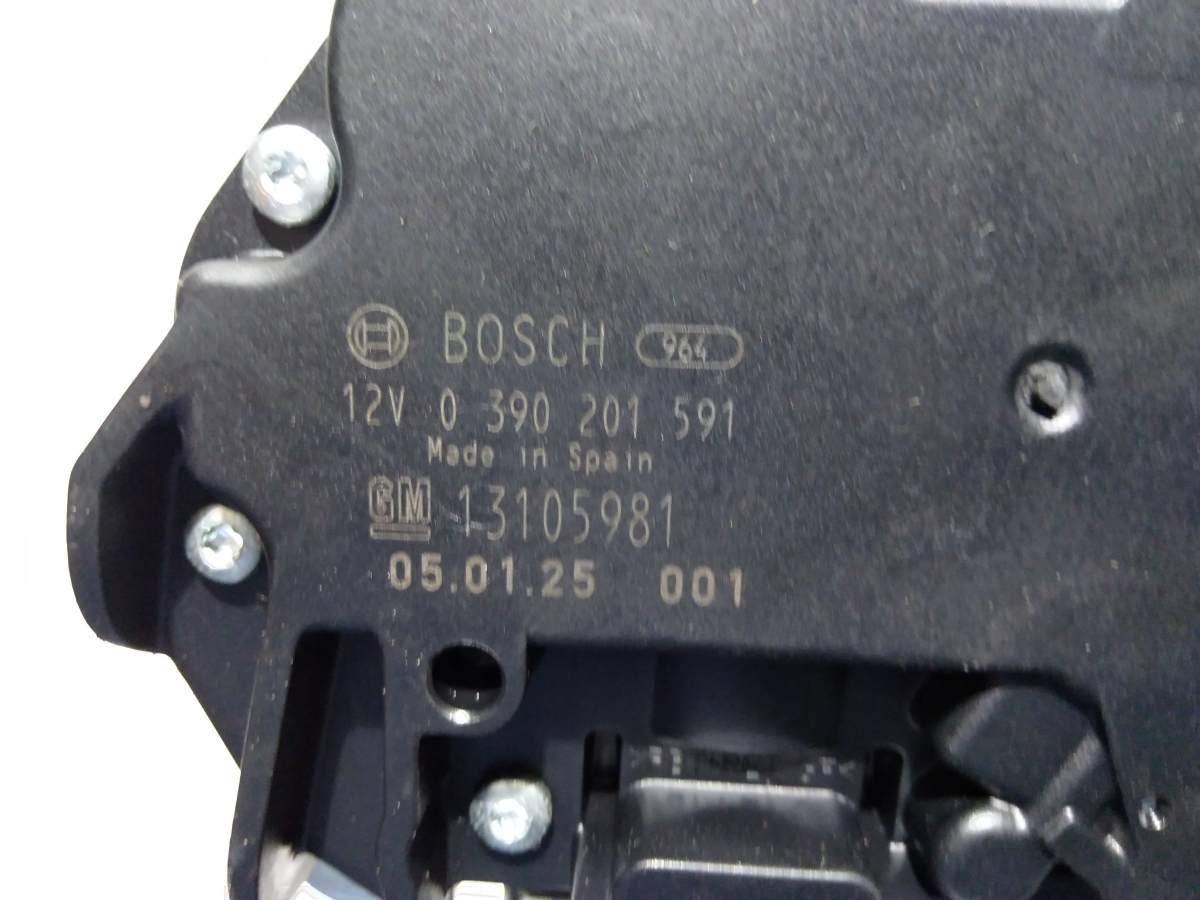 BOSCH 964
12V 0 390 201 591
Made in Spain
GM 13105981
05.01.25 001